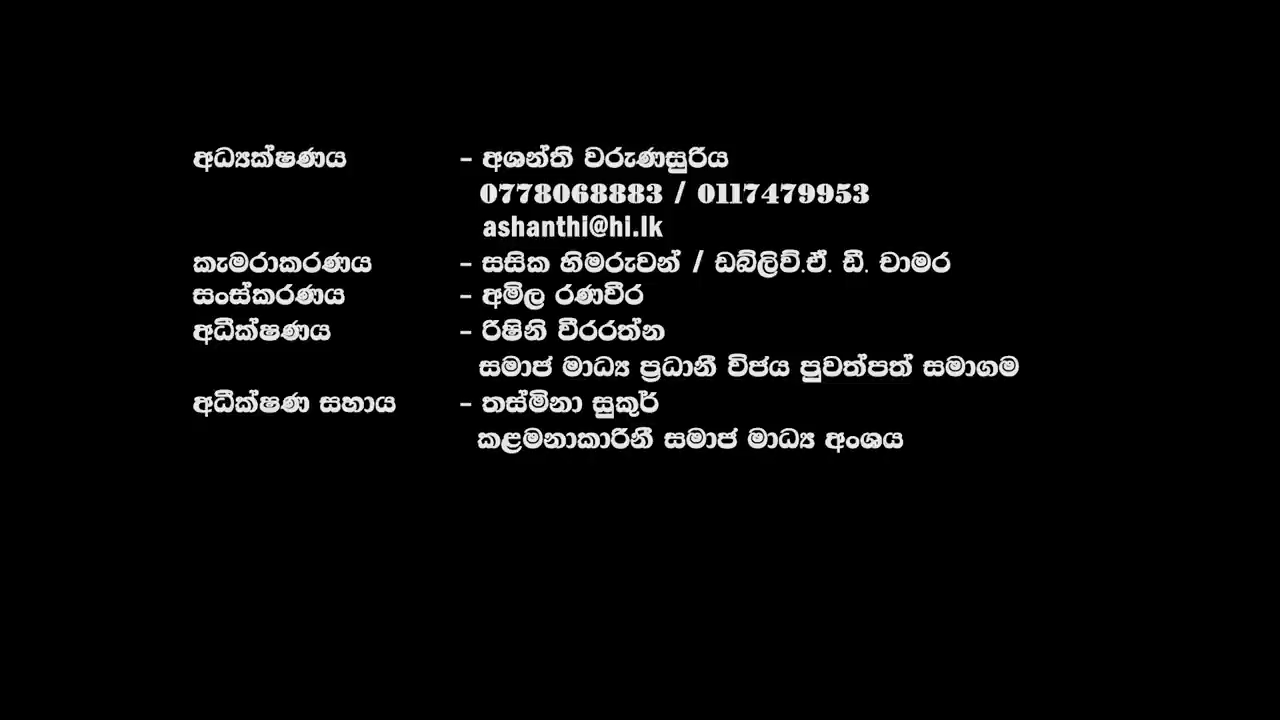 අධ්‍යක්ෂණය - අශන්ති වරුණසූරිය
0778068883 / 0117479953
ashanthi@hi.lk
කැමරාකරණය - සසික හිමරුවන් / ඩබ්ලිව්.ඒ. ඩී. චාමර
සංස්කරණය - අමිල රණවීර
අධීක්ෂණය - රිෂිනි වීරරත්න
සමාජ මාධ්‍ය ප්‍රධානී විජය පුවත්පත් සමාගම
අධීක්ෂණ සහාය - තස්මිනා සුකුර්
කළමනාකාරිනී සමාජ මාධ්‍ය අංශය